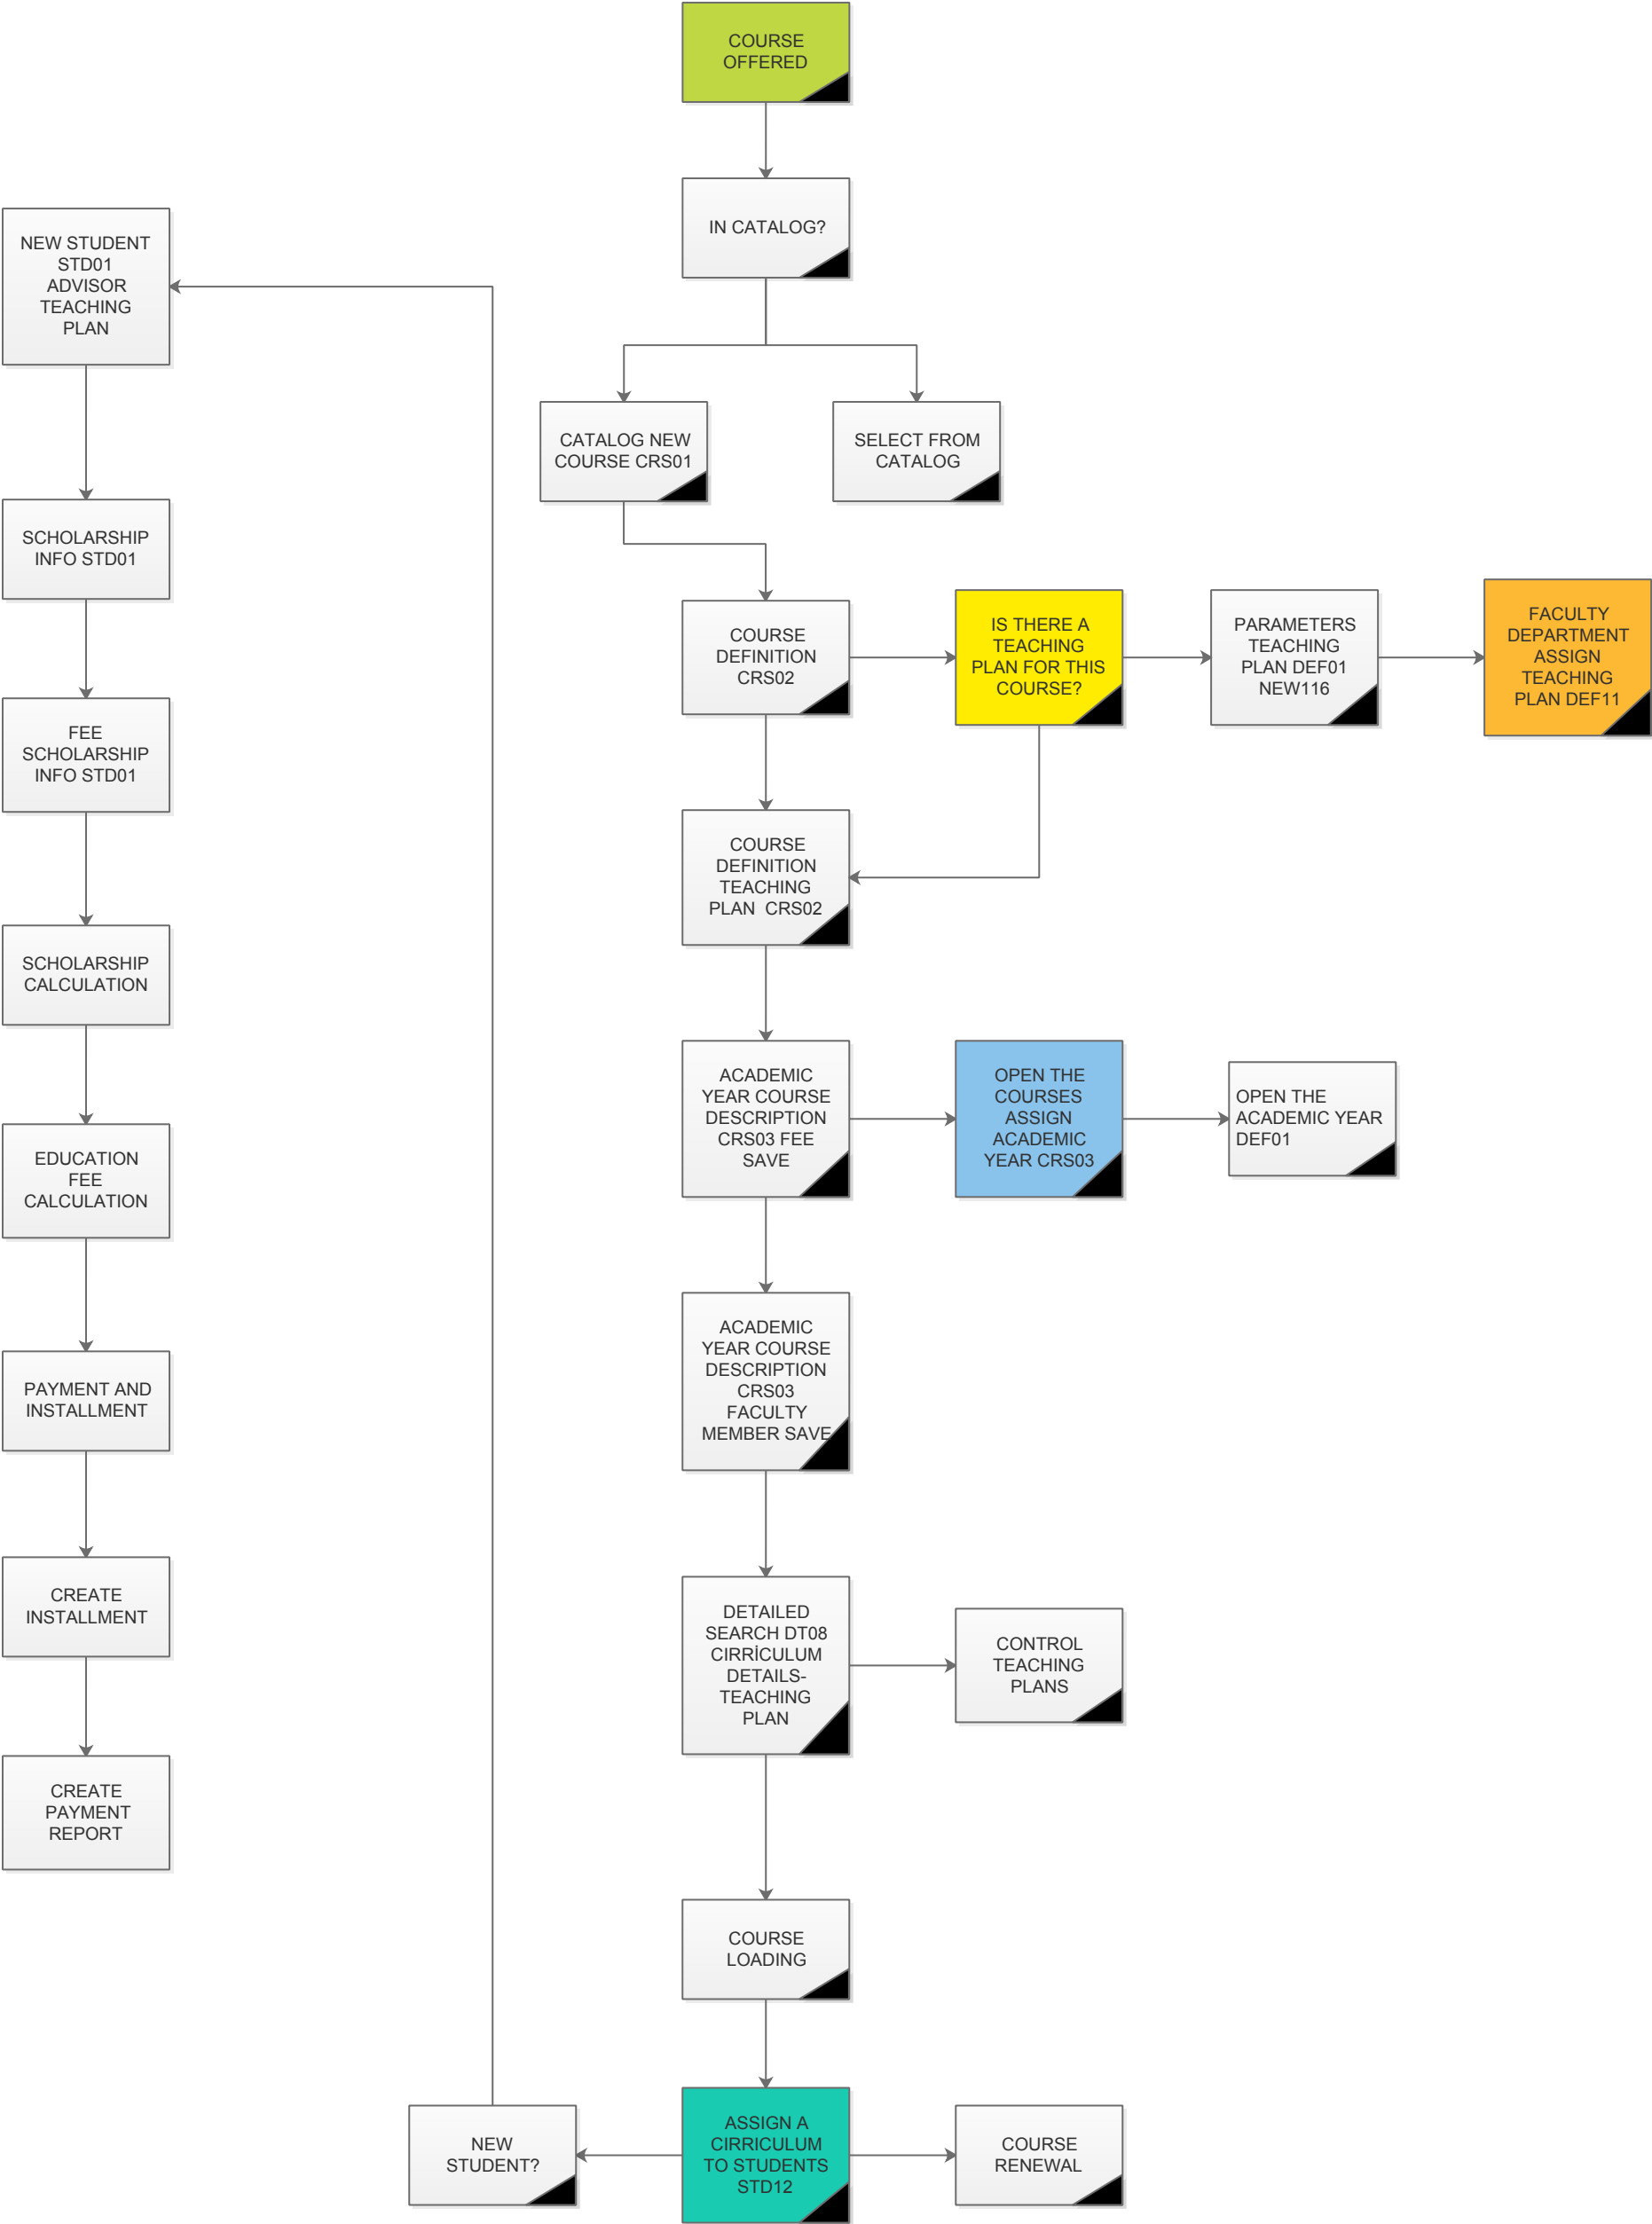 COURSE
OFFERED
IN CATALOG?
NEW STUDENT
STD01
ADVISOR
TEACHING
PLAN
CATALOG NEW
COURSE CRS01
SELECT FROM
CATALOG
SCHOLARSHIP
INFO STD01
COURSE
DEFINITION
CRS02
IS THERE A
TEACHING
PLAN FOR THIS
COURSE?
PARAMETERS
TEACHING
PLAN DEF01
NEW116
FACULTY
DEPARTMENT
ASSIGN
TEACHING
PLAN DEF11
FEE
SCHOLARSHIP
INFO STD01
COURSE
DEFINITION
TEACHING
PLAN  CRS02
SCHOLARSHIP
CALCULATION
ACADEMIC
YEAR COURSE
DESCRIPTION
CRS03 FEE
SAVE
OPEN THE
COURSES
ASSIGN
ACADEMIC
YEAR CRS03
OPEN THE
ACADEMIC YEAR
DEF01
EDUCATION
FEE
CALCULATION
ACADEMIC
YEAR COURSE
DESCRIPTION
CRS03
FACULTY
MEMBER SAVE
PAYMENT AND
INSTALLMENT
CREATE
INSTALLMENT
DETAILED
SEARCH DT08
CIRRİCULUM
DETAILS-
TEACHING
PLAN
CONTROL
TEACHING
PLANS
CREATE
PAYMENT
REPORT
COURSE
LOADING
NEW
STUDENT?
ASSIGN A
CIRRICULUM
TO STUDENTS
STD12
COURSE
RENEWAL